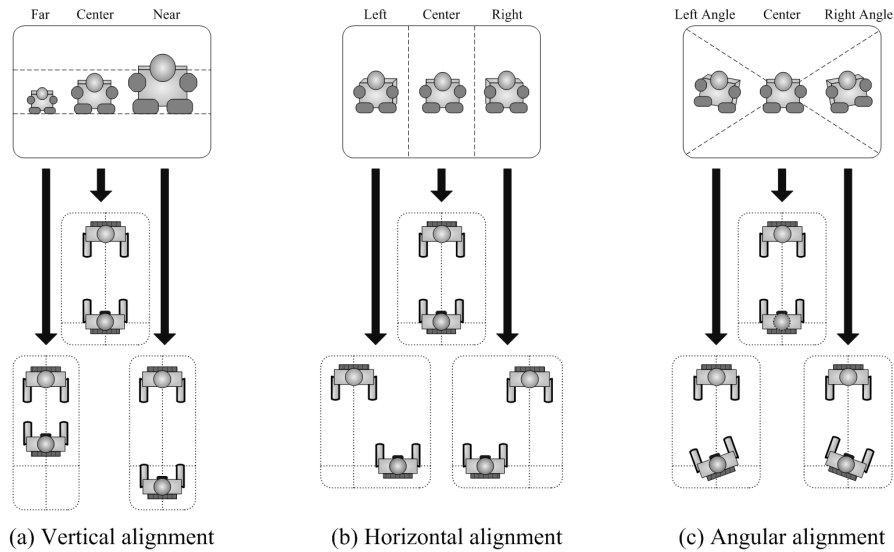 Far Center Near
Left Center Right
Left Angle Center Right Angle
(a) Vertical alignment
(b) Horizontal alignment
(c) Angular alignment